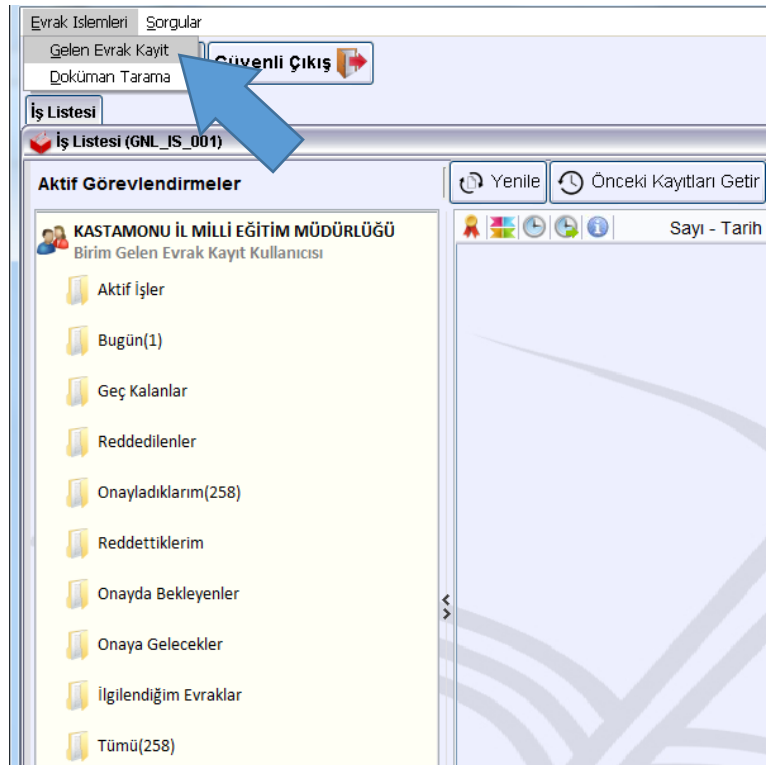 Evrak Islemleri Sorgular
Gelen Evrak Kayit
Güvenli Çıkış
Doküman Tarama
İş Listesi
İş Listesi (GNL_IS_001)
Aktif Görevlendirmeler
Yenile Önceki Kayıtları Getir
KASTAMONU İL MİLLİ EĞİTİM MÜDÜRLÜĞÜ
Birim Gelen Evrak Kayıt Kullanıcısı
Sayı - Tarih
Aktif İşler
Bugün(1)
Geç Kalanlar
Reddedilenler
Onayladıklarım(258)
Reddettiklerim
Onayda Bekleyenler
Onaya Gelecekler
İlgilendiğim Evraklar
Tümü(258)